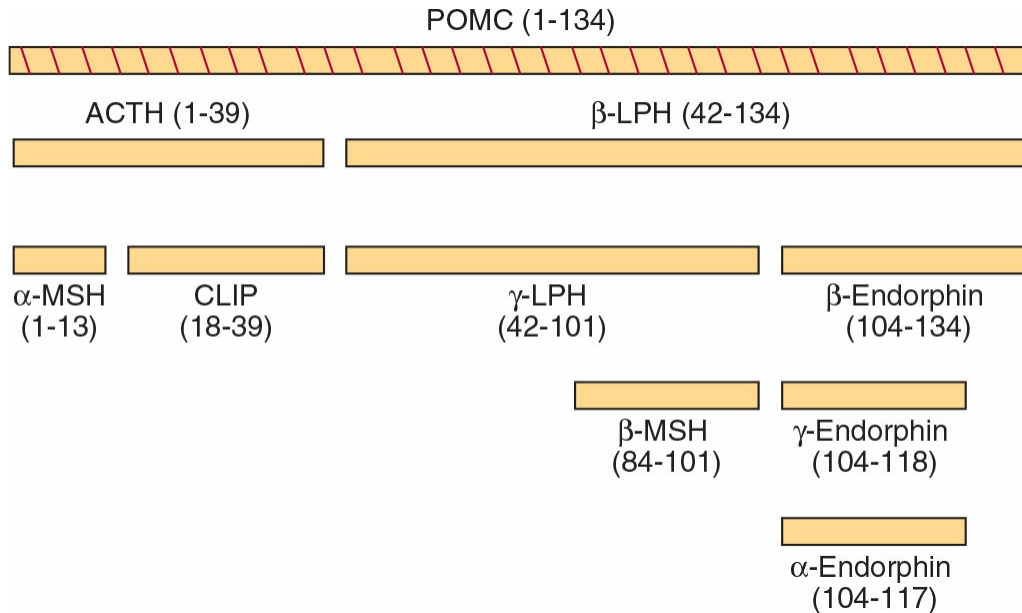 POMC (1-134)
ACTH (1-39)
β-LPH (42-134)
α-MSH
(1-13)
CLIP
(18-39)
γ-LPH
(42-101)
β-Endorphin
(104-134)
β-MSH
(84-101)
γ-Endorphin
(104-118)
α-Endorphin
(104-117)